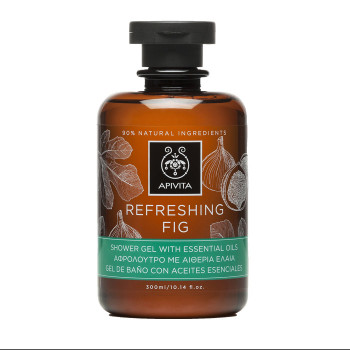 90% NATURAL INGREDIENTS
APIVITA
REFRESHING
FIG
SHOWER GEL WITH ESSENTIAL OILS
ΑΦΡΟΛΟΥΤΡΟ ΜΕ ΑΙΘΕΡΙΑ ΕΛΑΙΑ
GEL DE BAÑO CON ACEITES ESENCIALES
300ml/10.14 fl.oz.